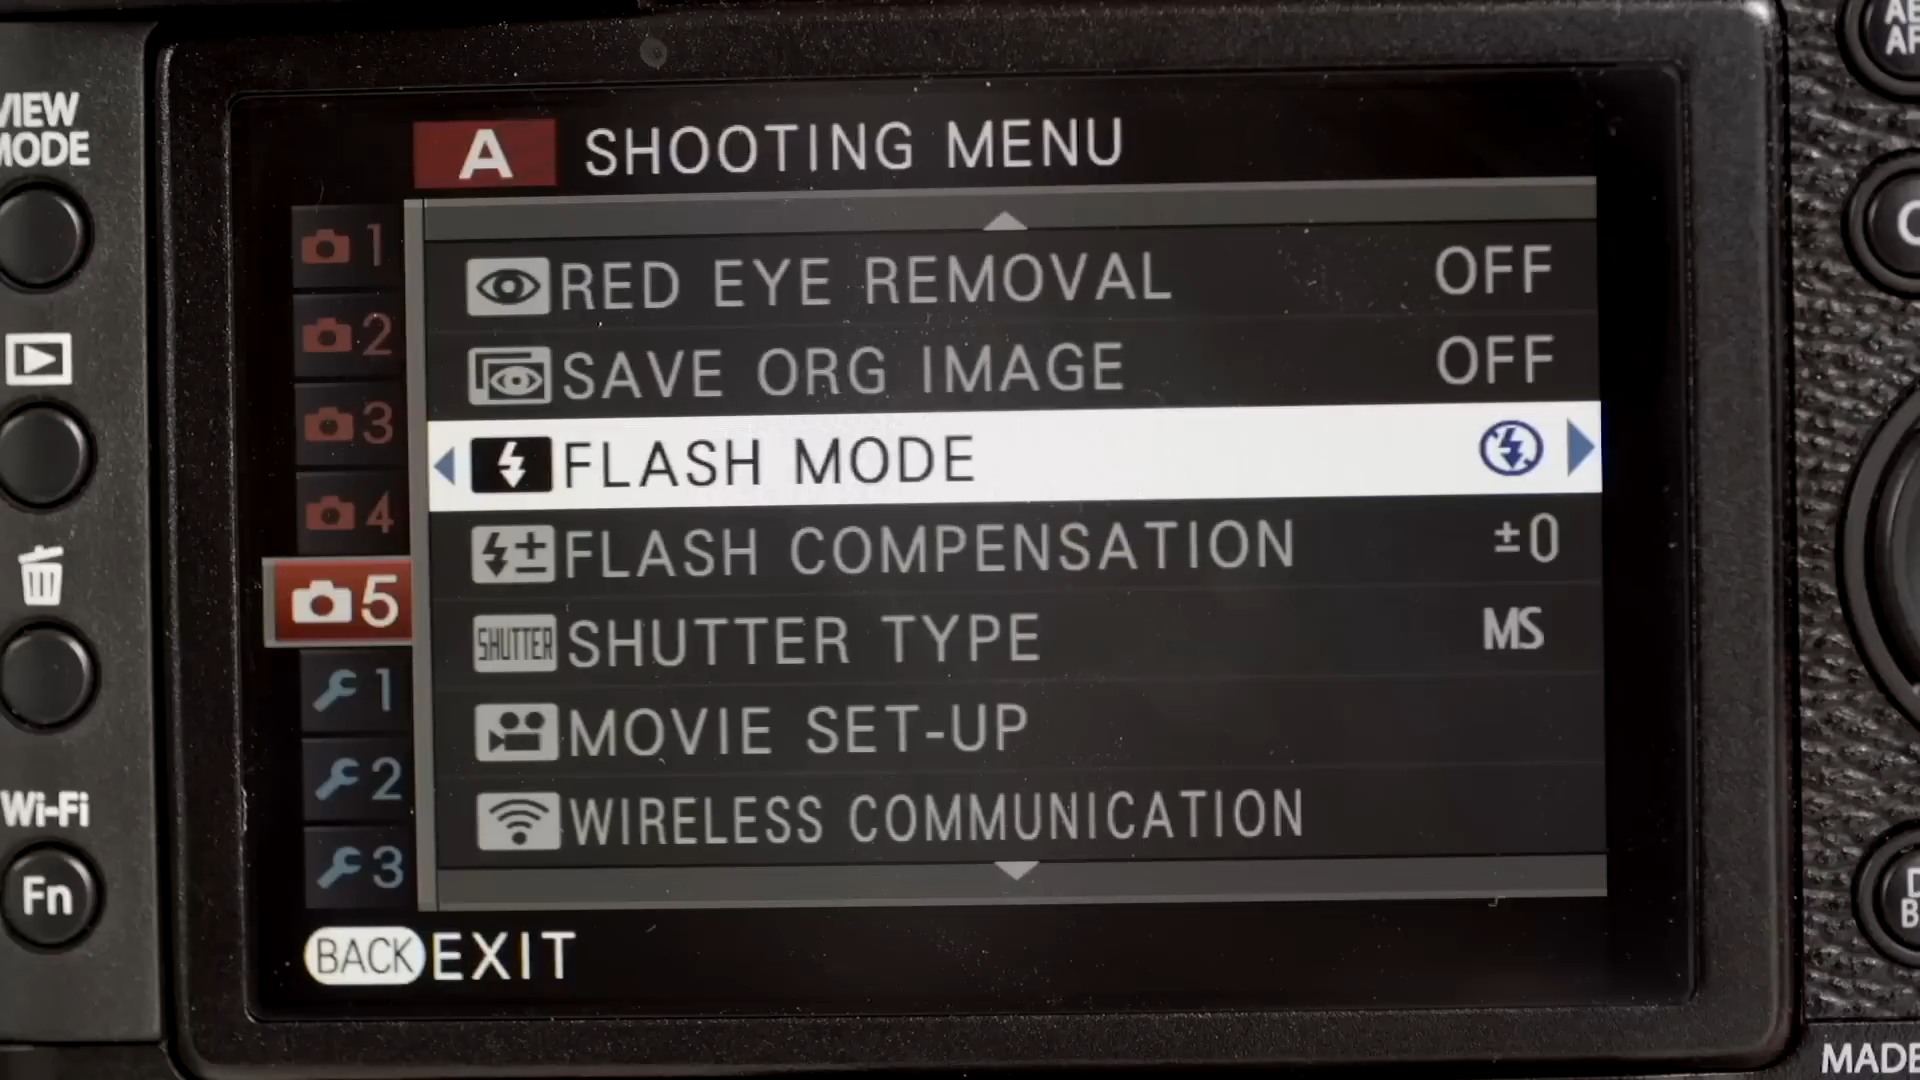 VIEW
MODE
A SHOOTING MENU
1
2
3
4
5
1
2
3
RED EYE REMOVAL OFF
SAVE ORG IMAGE OFF
FLASH MODE
FLASH COMPENSATION ±0
SHUTTER SHUTTER TYPE MS
MOVIE SET-UP
WIRELESS COMMUNICATION
BACK EXIT
Wi-Fi
Fn
MADE